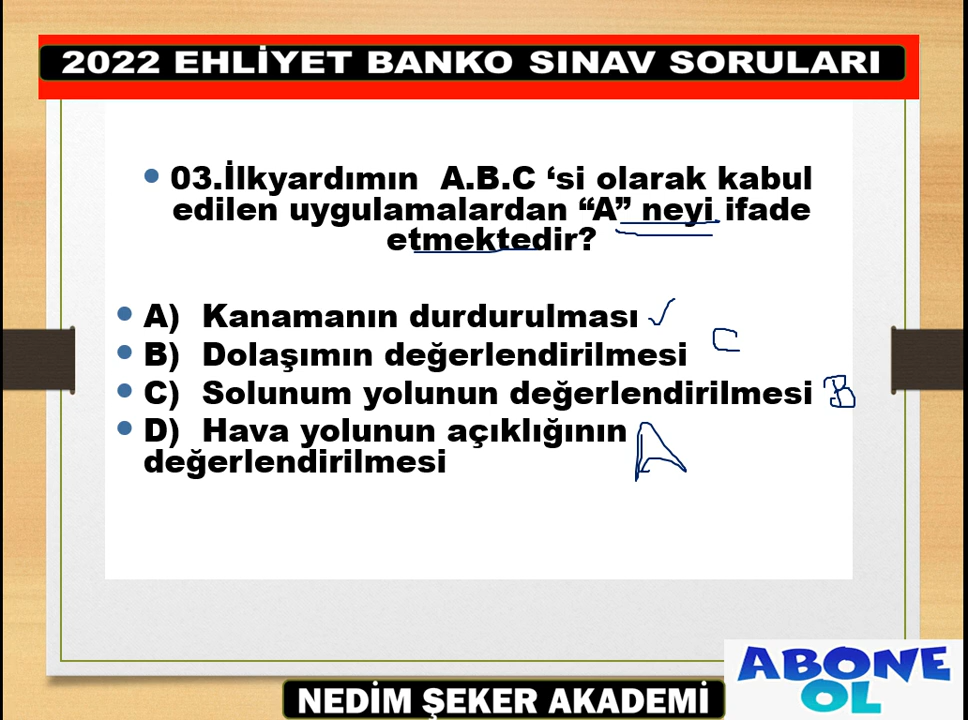 2022 EHLİYET BANKO SINAV SORULARI
• 03.İlkyardımın A.B.C ‘si olarak kabul
edilen uygulamalardan “A” neyi ifade
etmektedir?
• A) Kanamanın durdurulması ✓
• B) Dolaşımın değerlendirilmesi C
• C) Solunum yolunun değerlendirilmesi B
• D) Hava yolunun açıklığının A
değerlendirilmesi
ABONE
OL
NEDİM ŞEKER AKADEMİ